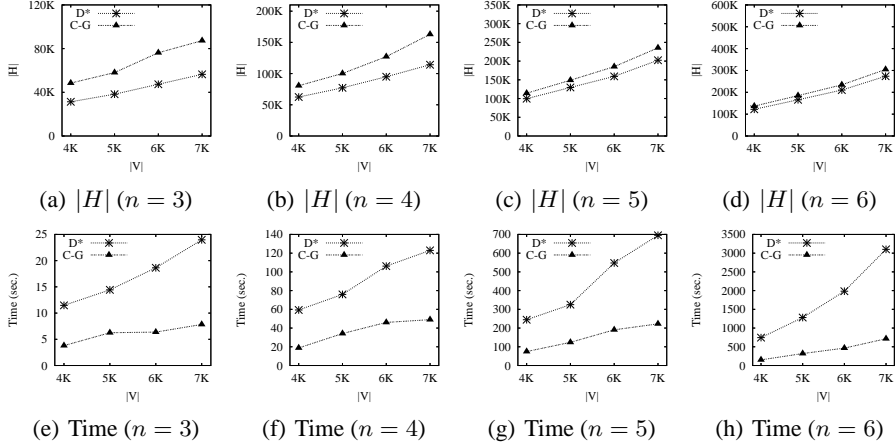 120K
80K
40K
0
|H|
D*
C-G
4K 5K 6K 7K
|V|
(a) |H| (n = 3)
200K
150K
100K
50K
0
|H|
D*
C-G
4K 5K 6K 7K
|V|
(b) |H| (n = 4)
350K
300K
250K
200K
150K
100K
50K
0
|H|
D*
C-G
4K 5K 6K 7K
|V|
(c) |H| (n = 5)
600K
500K
400K
300K
200K
100K
0
|H|
D*
C-G
4K 5K 6K 7K
|V|
(d) |H| (n = 6)
25
20
15
10
5
0
Time (sec.)
D*
C-G
4K 5K 6K 7K
|V|
(e) Time (n = 3)
140
120
100
80
60
40
20
0
Time (sec.)
D*
C-G
4K 5K 6K 7K
|V|
(f) Time (n = 4)
700
600
500
400
300
200
100
0
Time (sec.)
D*
C-G
4K 5K 6K 7K
|V|
(g) Time (n = 5)
3500
3000
2500
2000
1500
1000
500
0
Time (sec.)
D*
C-G
4K 5K 6K 7K
|V|
(h) Time (n = 6)